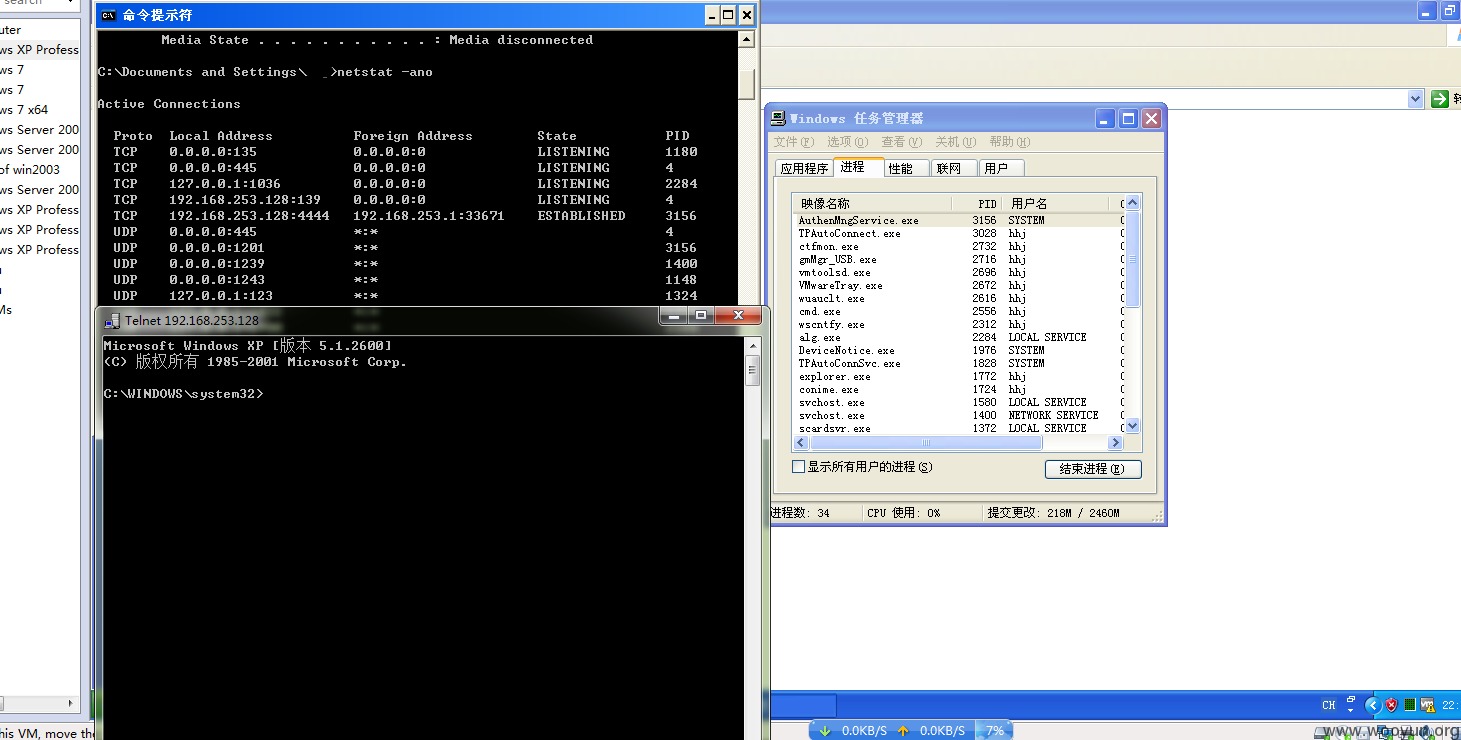 search
uter
ws XP Profess
ws 7
ws 7
ws 7 x64
ws Server 200
ws Server 200
of win2003
ws Server 200
ws XP Profess
ws XP Profess
ws XP Profess
Ms
his VM, move the
命令提示符
Media State . . . . . . . . . . . : Media disconnected
C:\Documents and Settings\ >netstat -ano
Active Connections
Proto Local Address Foreign Address State PID
TCP 0.0.0.0:135 0.0.0.0:0 LISTENING 1180
TCP 0.0.0.0:445 0.0.0.0:0 LISTENING 4
TCP 127.0.0.1:1036 0.0.0.0:0 LISTENING 2284
TCP 192.168.253.128:139 0.0.0.0:0 LISTENING 4
TCP 192.168.253.128:4444 192.168.253.1:33671 ESTABLISHED 3156
UDP 0.0.0.0:445 *:* 4
UDP 0.0.0.0:1201 *:* 3156
UDP 0.0.0.0:1239 *:* 1400
UDP 0.0.0.0:1243 *:* 1148
UDP 127.0.0.1:123 *:* 1324
Telnet 192.168.253.128
Microsoft Windows XP [版本 5.1.2600]
(C) 版权所有 1985-2001 Microsoft Corp.
C:\WINDOWS\system32>
转
Windows 任务管理器
文件(F) 选项(O) 查看(V) 关机(U) 帮助(H)
应用程序 进程 性能 联网 用户
映像名称 PID 用户名
AuthenMngService.exe 3156 SYSTEM
TPAutoConnect.exe 3028 hhj
ctfmon.exe 2732 hhj
gmMgr_USB.exe 2716 hhj
vmtoolsd.exe 2696 hhj
VMwareTray.exe 2672 hhj
wuauclt.exe 2616 hhj
cmd.exe 2556 hhj
wscntfy.exe 2312 hhj
alg.exe 2284 LOCAL SERVICE
DeviceNotice.exe 1976 SYSTEM
TPAutoConnSvc.exe 1828 SYSTEM
explorer.exe 1772 hhj
conime.exe 1724 hhj
svchost.exe 1580 LOCAL SERVICE
svchost.exe 1400 NETWORK SERVICE
scardsvr.exe 1372 LOCAL SERVICE
显示所有用户的进程(S) 结束进程(E)
进程数: 34 CPU 使用: 0% 提交更改: 218M / 2460M
CH 22:
0.0KB/S 0.0KB/S 7%
www.wooyun.org